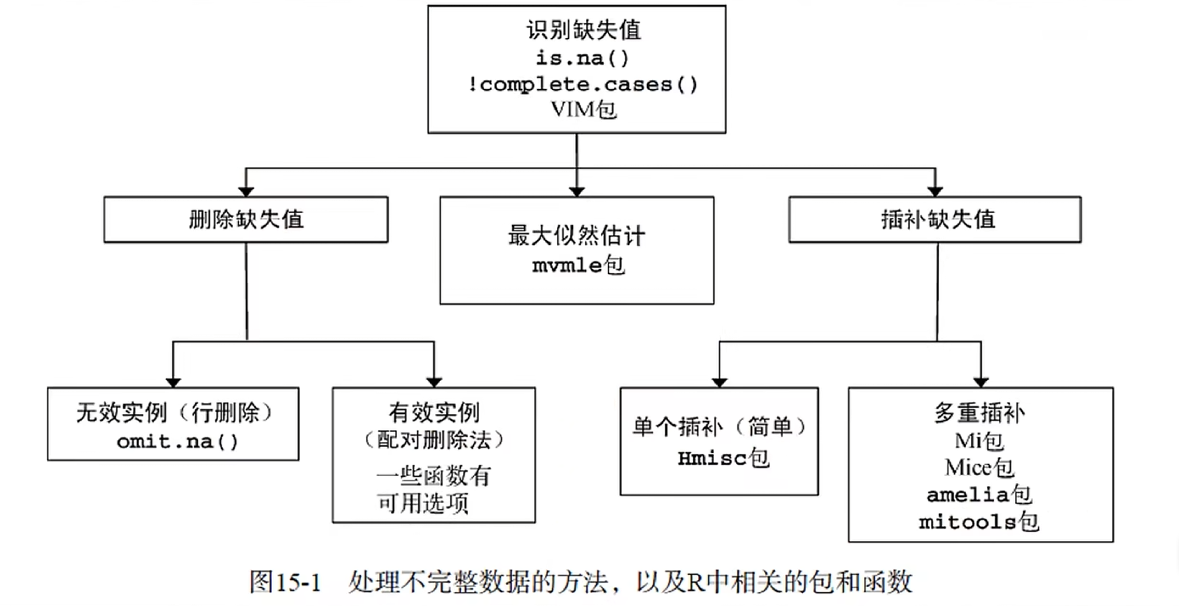 识别缺失值
is.na()
!complete.cases()
VIM包
删除缺失值
最大似然估计
mvmle包
插补缺失值
无效实例（行删除）
omit.na()
有效实例
（配对删除法）
一些函数有
可用选项
单个插补（简单）
Hmisc包
多重插补
Mi包
Mice包
amelia包
mitools包
图15-1 处理不完整数据的方法，以及R中相关的包和函数